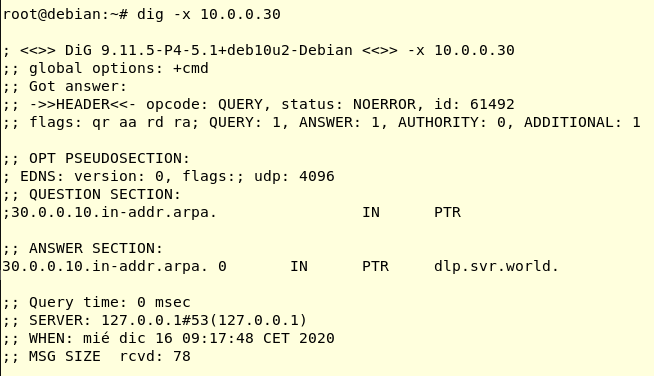 root@debian:~# dig -x 10.0.0.30
; <<>> DiG 9.11.5-P4-5.1+deb10u2-Debian <<>> -x 10.0.0.30
;; global options: +cmd
;; Got answer:
;; ->>HEADER<<- opcode: QUERY, status: NOERROR, id: 61492
;; flags: qr aa rd ra; QUERY: 1, ANSWER: 1, AUTHORITY: 0, ADDITIONAL: 1
;; OPT PSEUDOSECTION:
; EDNS: version: 0, flags:; udp: 4096
;; QUESTION SECTION:
;30.0.0.10.in-addr.arpa. IN PTR
;; ANSWER SECTION:
30.0.0.10.in-addr.arpa. 0 IN PTR dlp.svr.world.
;; Query time: 0 msec
;; SERVER: 127.0.0.1#53(127.0.0.1)
;; WHEN: mié dic 16 09:17:48 CET 2020
;; MSG SIZE  rcvd: 78